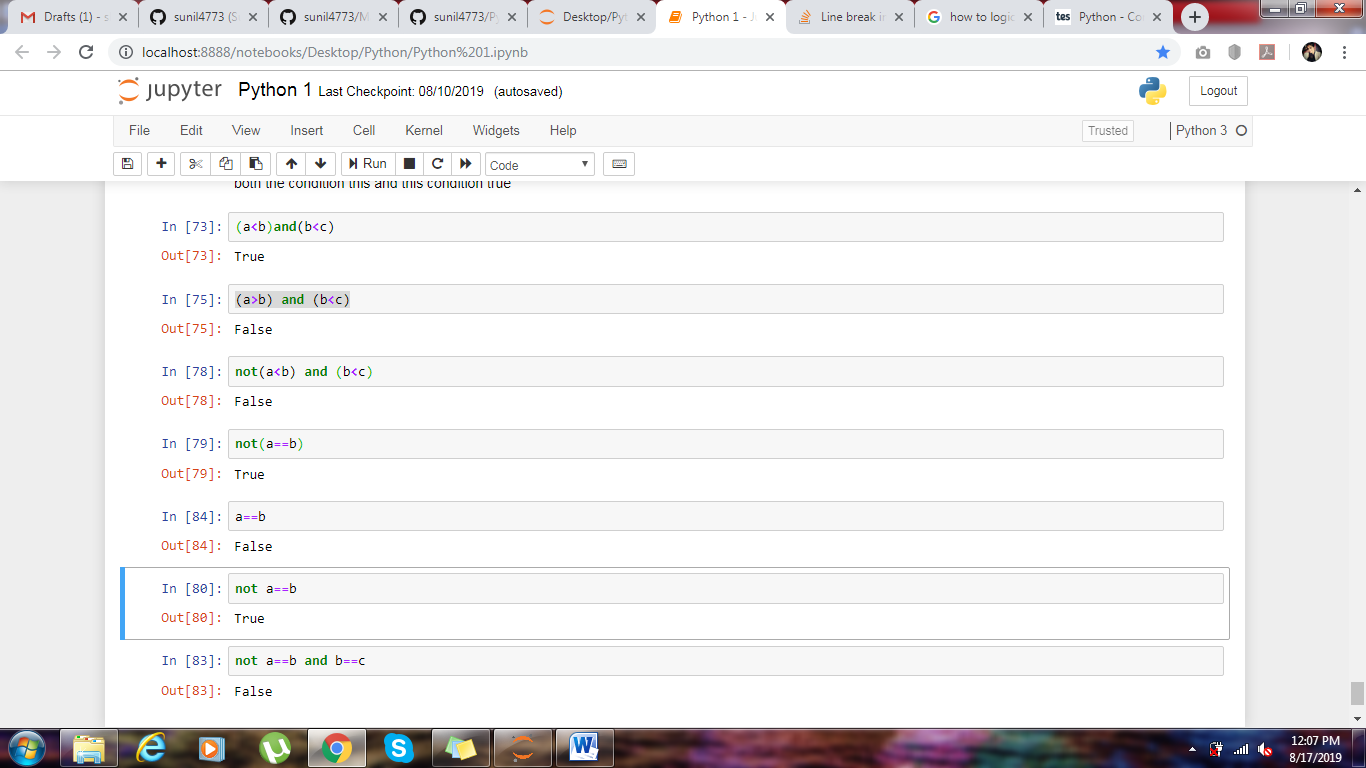 Drafts (1) - s
sunil4773 (S
sunil4773/M
sunil4773/Py
Desktop/Pyt
Python 1 - J
Line break i
how to logic
tes Python - Co
localhost:8888/notebooks/Desktop/Python/Python%201.ipynb
jupyter Python 1 Last Checkpoint: 08/10/2019 (autosaved)
Logout
File Edit View Insert Cell Kernel Widgets Help
Trusted Python 3
Run Code
both the condition this and this condition true
In [73]: (a<b)and(b<c)
Out[73]: True
In [75]: (a>b) and (b<c)
Out[75]: False
In [78]: not(a<b) and (b<c)
Out[78]: False
In [79]: not(a==b)
Out[79]: True
In [84]: a==b
Out[84]: False
In [80]: not a==b
Out[80]: True
In [83]: not a==b and b==c
Out[83]: False
12:07 PM
8/17/2019